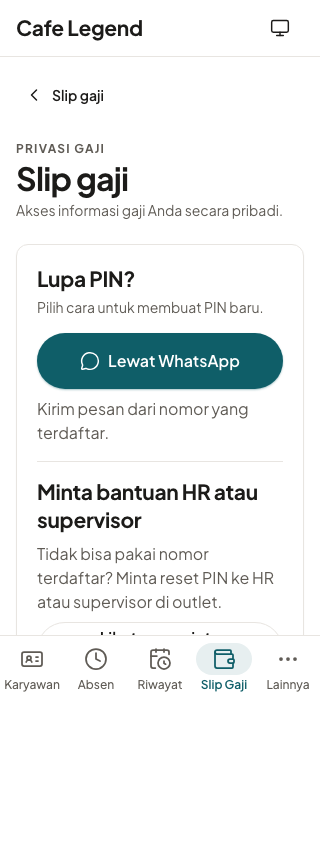 Cafe Legend
Slip gaji
PRIVASI GAJI
Slip gaji
Akses informasi gaji Anda secara pribadi.
Lupa PIN?
Pilih cara untuk membuat PIN baru.
Lewat WhatsApp
Kirim pesan dari nomor yang
terdaftar.
Minta bantuan HR atau
supervisor
Tidak bisa pakai nomor
terdaftar? Minta reset PIN ke HR
atau supervisor di outlet.
Karyawan
Absen
Riwayat
Slip Gaji
Lainnya